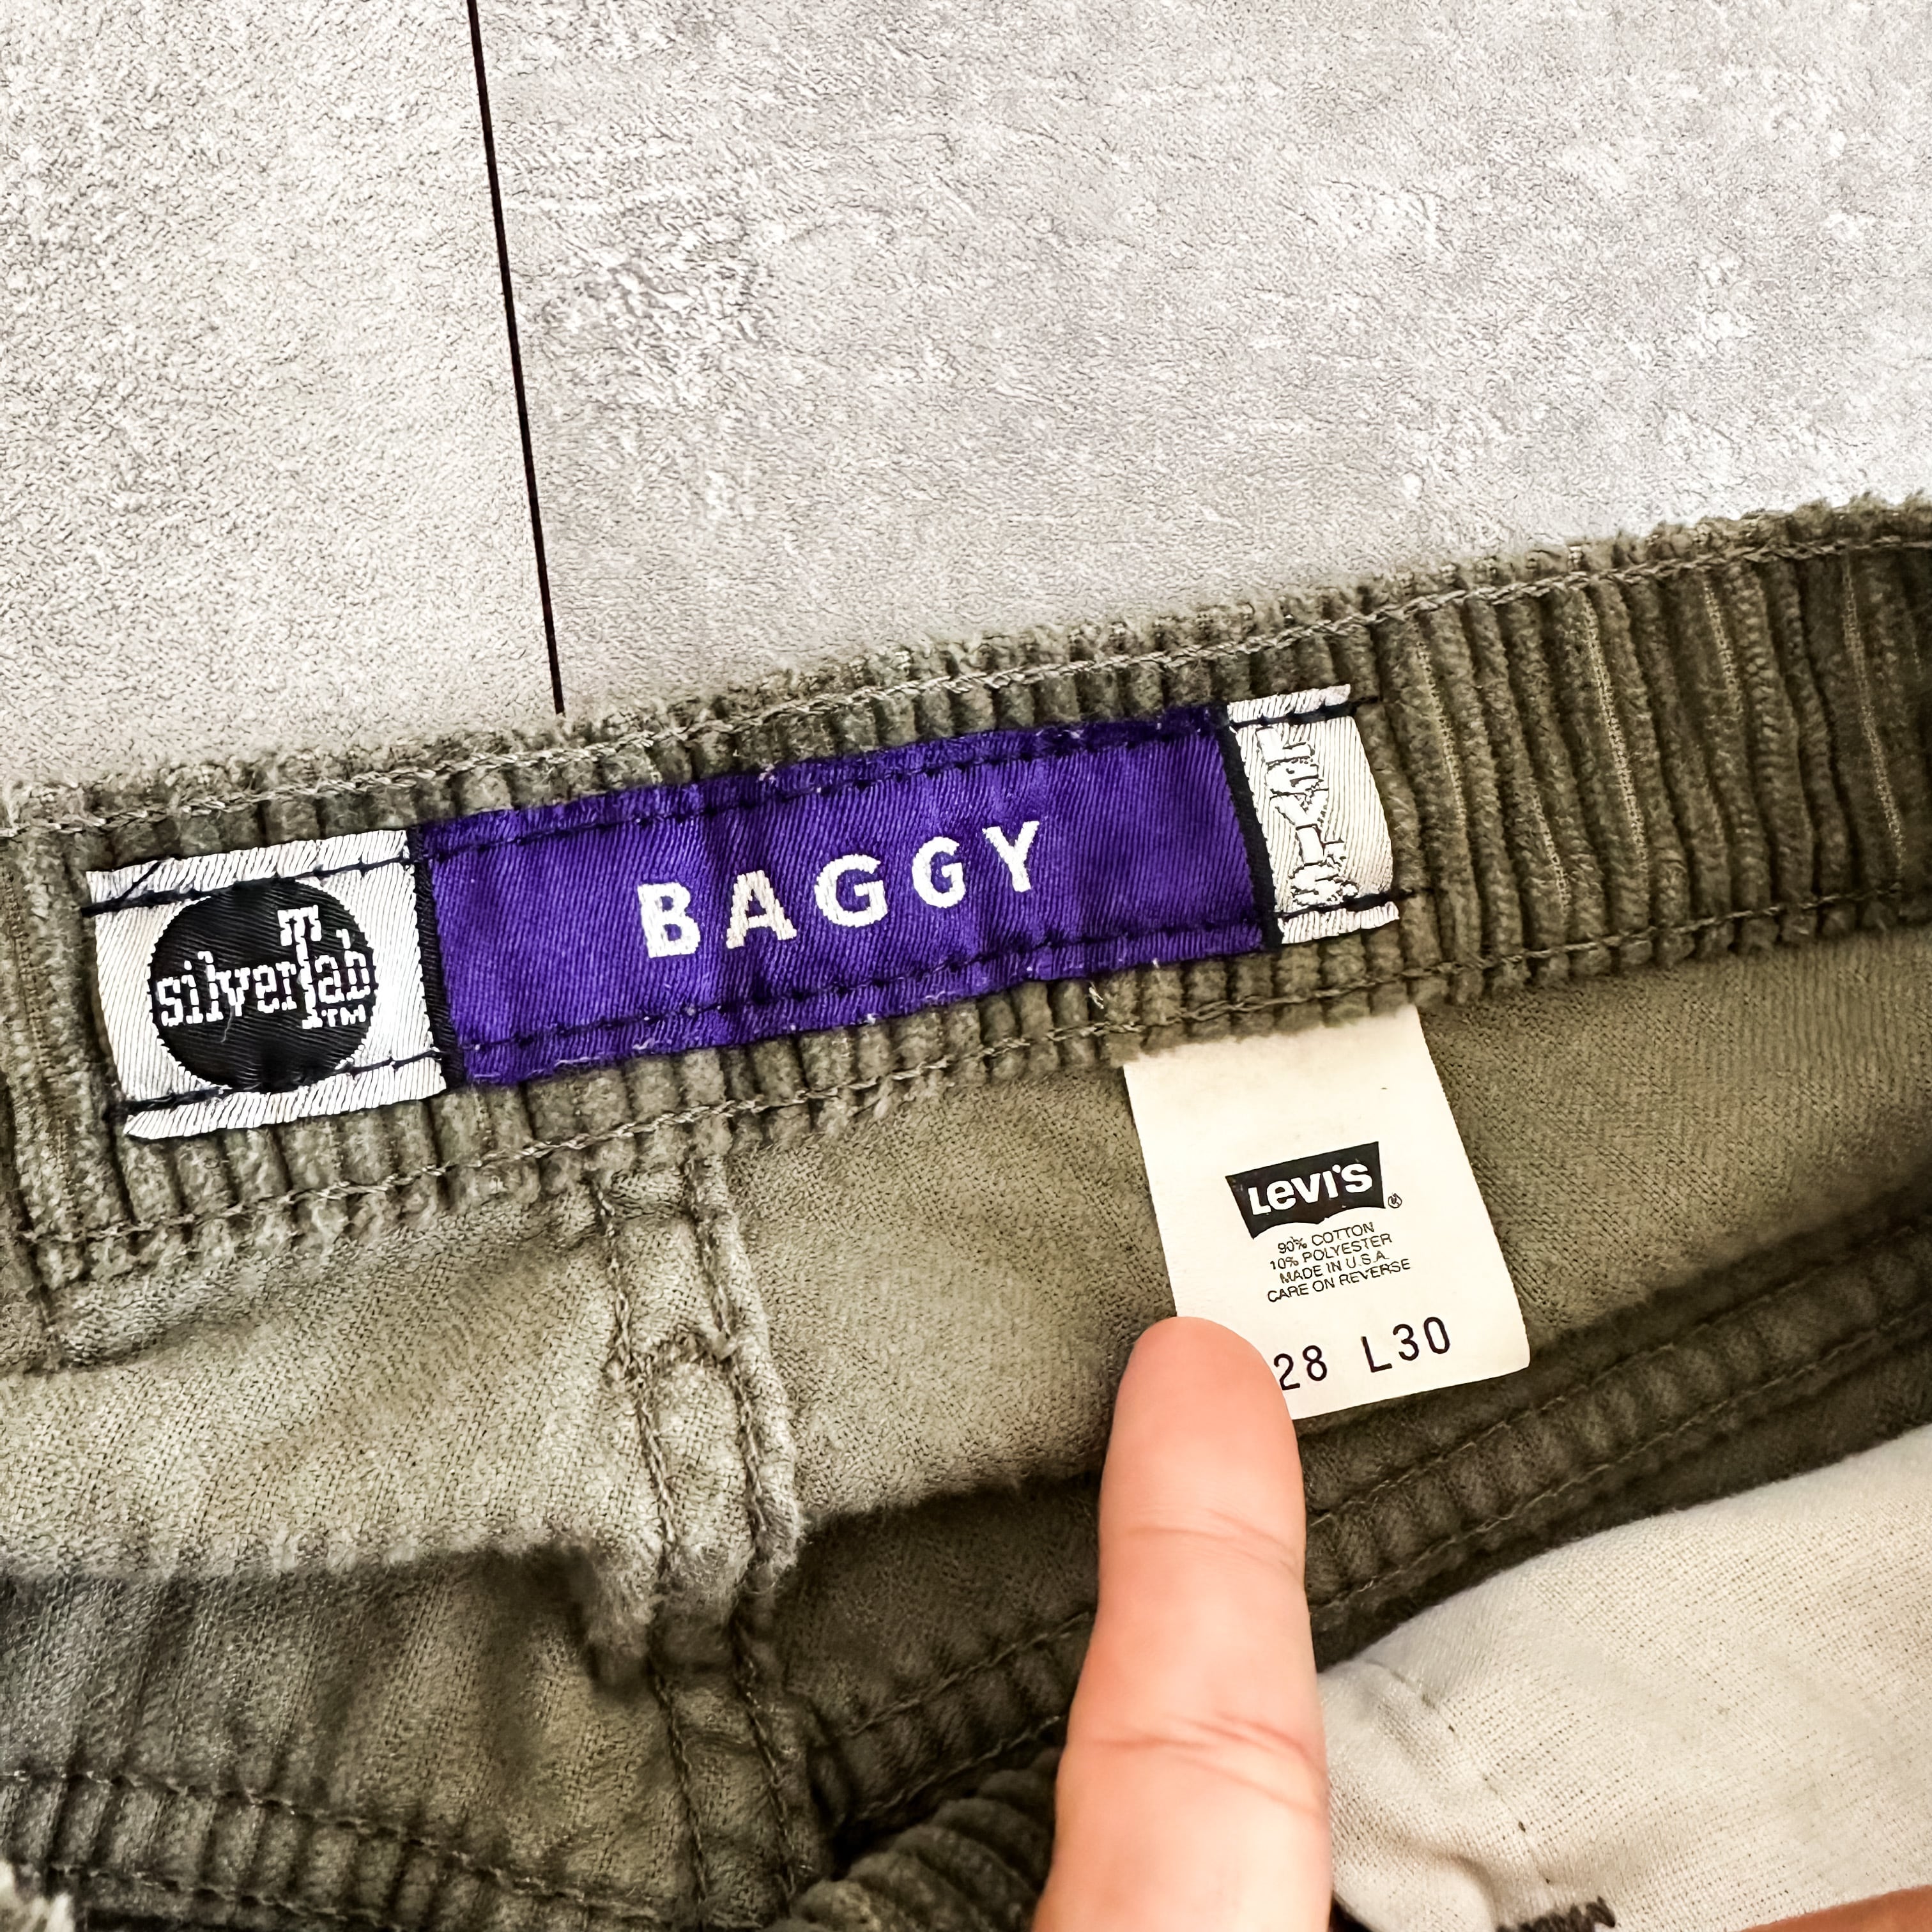 silverTab
TM
BAGGY
LEVI'S
LEVI'S ®
90% COTTON
10% POLYESTER
MADE IN U.S.A.
CARE ON REVERSE
28 L30